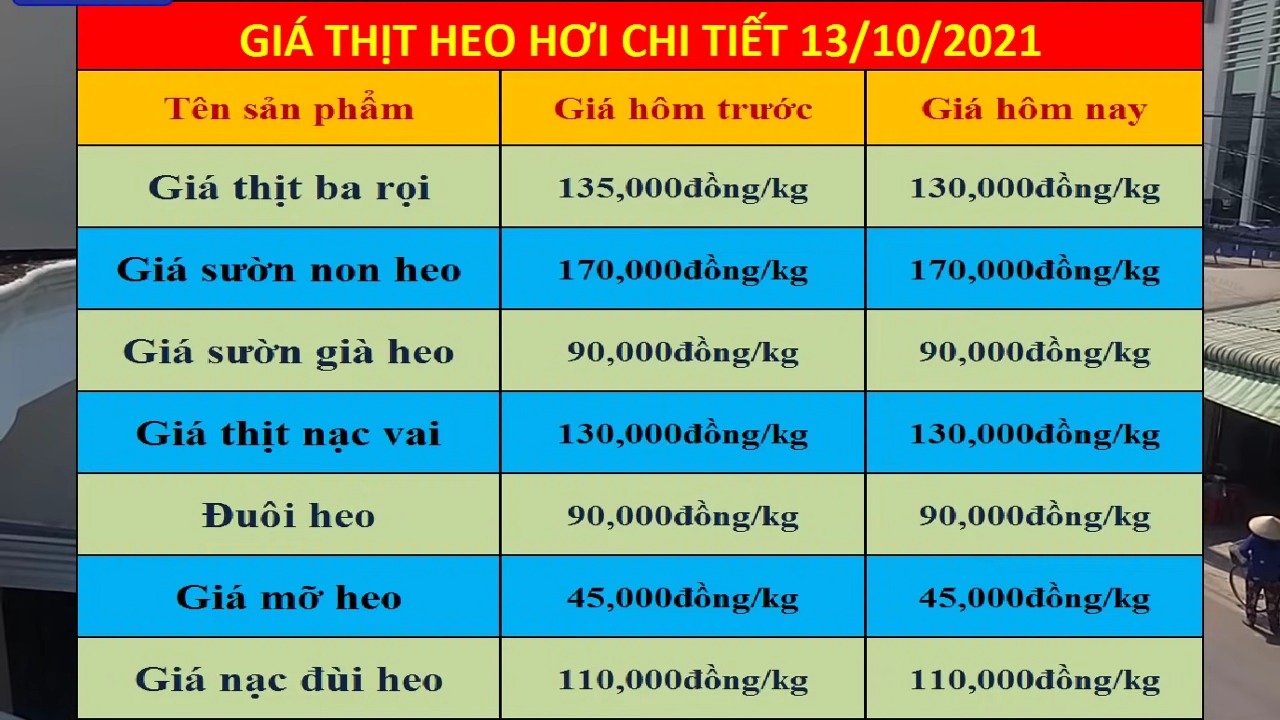 GIÁ THỊT HEO HƠI CHI TIẾT 13/10/2021
Tên sản phẩm Giá hôm trước Giá hôm nay
Giá thịt ba rọi 135,000đồng/kg 130,000đồng/kg
Giá sườn non heo 170,000đồng/kg 170,000đồng/kg
Giá sườn già heo 90,000đồng/kg 90,000đồng/kg
Giá thịt nạc vai 130,000đồng/kg 130,000đồng/kg
Đuôi heo 90,000đồng/kg 90,000đồng/kg
Giá mỡ heo 45,000đồng/kg 45,000đồng/kg
Giá nạc đùi heo 110,000đồng/kg 110,000đồng/kg